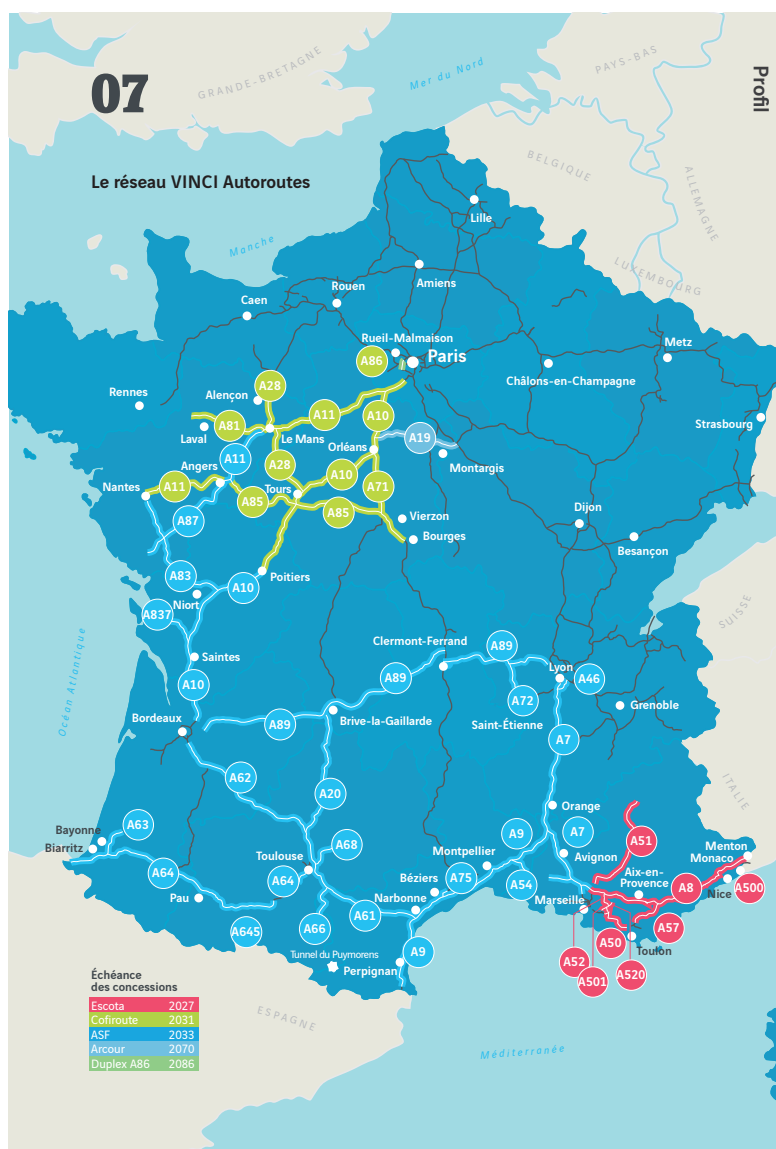 07
Profil
Le réseau VINCI Autoroutes
GRANDE-BRETAGNE
Mer du Nord
PAYS-BAS
BELGIQUE
ALLEMAGNE
LUXEMBOURG
Manche
Lille
Amiens
Rouen
Caen
Rueil-Malmaison
Paris
A86
Metz
Châlons-en-Champagne
Strasbourg
Rennes
Alençon
A28
A11
A10
A81
Laval
Le Mans
A19
Orléans
Montargis
A11
Angers
A28
A10
Nantes
A11
A85
Tours
A71
A85
A87
Vierzon
Bourges
Dijon
Besançon
A83
A10
Poitiers
Niort
A837
SUISSE
Océan Atlantique
Saintes
A10
Clermont-Ferrand
A89
A89
Lyon
A46
A72
Saint-Étienne
Grenoble
Bordeaux
A89
Brive-la-Gaillarde
A7
A62
A20
ITALIE
Orange
A63
Bayonne
Biarritz
A9
A7
A51
A68
Toulouse
Montpellier
Avignon
Menton
Monaco
A64
A64
Béziers
A75
A54
Aix-en-
Provence
A8
Nice
A500
Pau
Narbonne
Marseille
A645
A66
A61
A57
A50
Toulon
Tunnel du Puymorens
A9
Perpignan
A52
A501
A520
Échéance
des concessions
Escota 2027
Cofiroute 2031
ASF 2033
Arcour 2070
Duplex A86 2086
ESPAGNE
Méditerranée